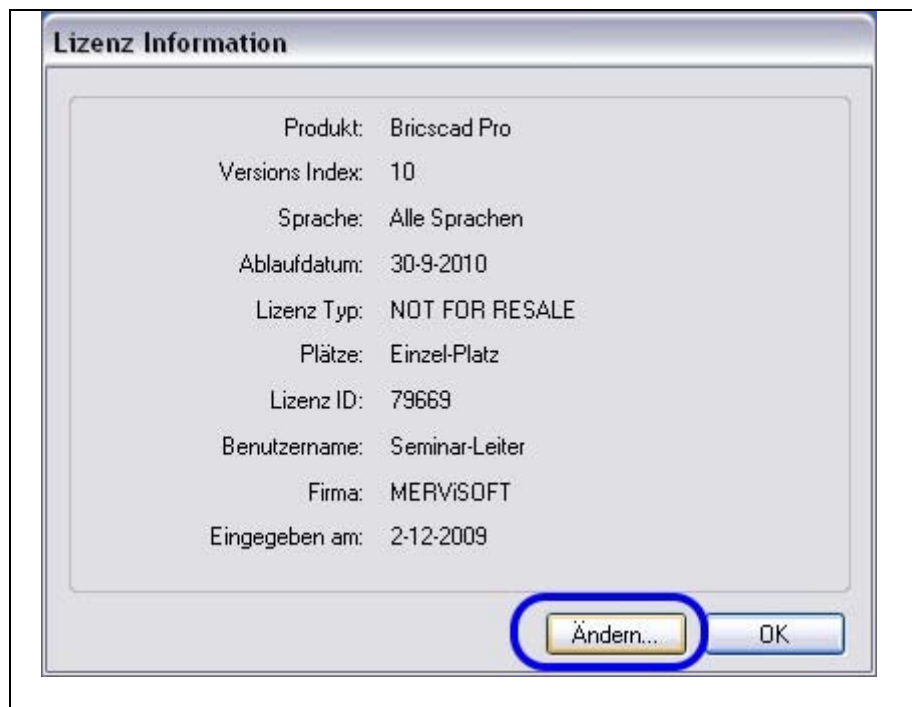 Lizenz Information
Produkt: Bricscad Pro
Versions Index: 10
Sprache: Alle Sprachen
Ablaufdatum: 30-9-2010
Lizenz Typ: NOT FOR RESALE
Plätze: Einzel-Platz
Lizenz ID: 79669
Benutzername: Seminar-Leiter
Firma: MERViSOFT
Eingegeben am: 2-12-2009
Ändern... OK